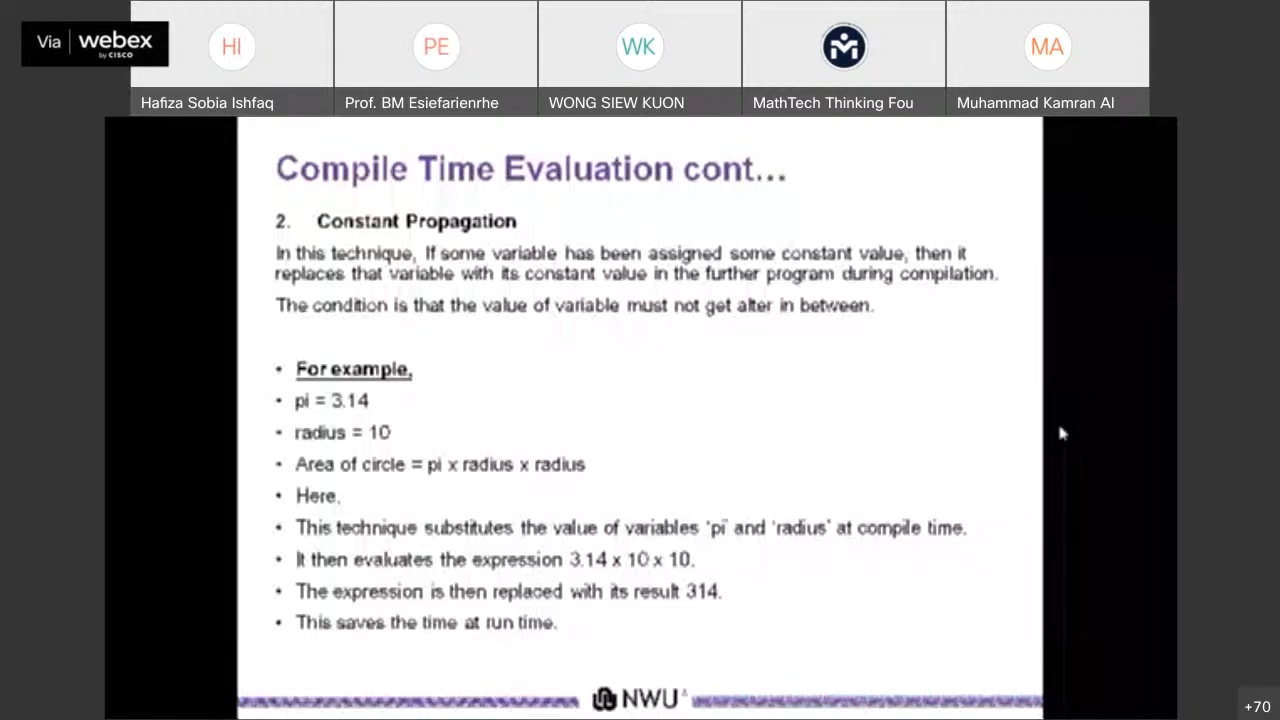 Via webex
by CISCO
HI
PE
WK
MA
Hafiza Sobia Ishfaq
Prof. BM Esiefarienrhe
WONG SIEW KUON
MathTech Thinking Fou
Muhammad Kamran Al
Compile Time Evaluation cont...
2. Constant Propagation
In this technique, If some variable has been assigned some constant value, then it
replaces that variable with its constant value in the further program during compilation.
The condition is that the value of variable must not get alter in between.
• For example,
• pi = 3.14
• radius = 10
• Area of circle = pi x radius x radius
• Here,
• This technique substitutes the value of variables 'pi' and 'radius' at compile time.
• It then evaluates the expression 3.14 x 10 x 10.
• The expression is then replaced with its result 314.
• This saves the time at run time.
NWU
+70